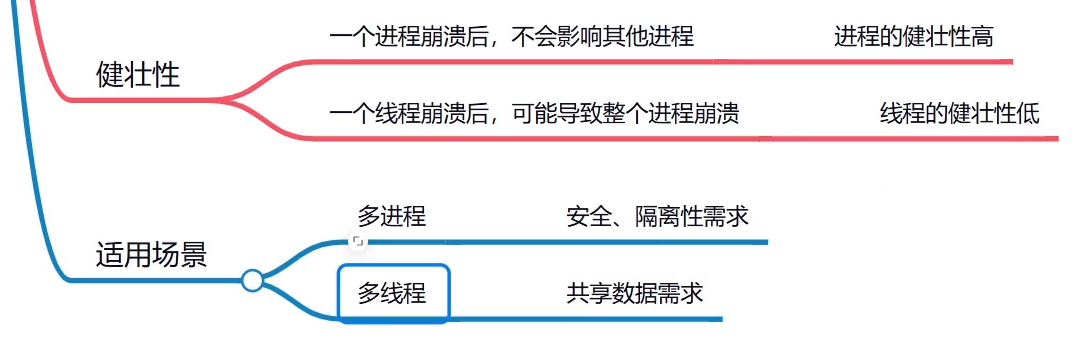 健壮性
一个进程崩溃后，不会影响其他进程 进程的健壮性高
一个线程崩溃后，可能导致整个进程崩溃 线程的健壮性低
适用场景
多进程 安全、隔离性需求
多线程 共享数据需求